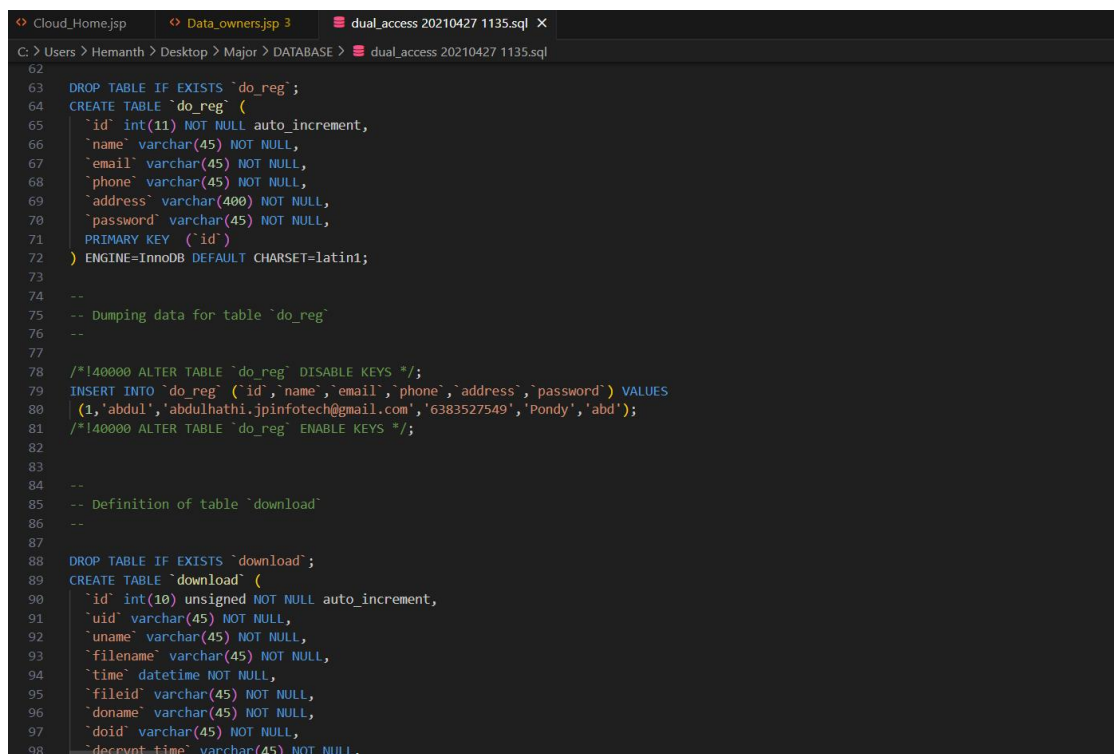 Cloud_Home.jsp Data_owners.jsp 3 dual_access 20210427 1135.sql X
C: > Users > Hemanth > Desktop > Major > DATABASE > dual_access 20210427 1135.sql
62
63 DROP TABLE IF EXISTS `do_reg`;
64 CREATE TABLE `do_reg` (
65 `id` int(11) NOT NULL auto_increment,
66 `name` varchar(45) NOT NULL,
67 `email` varchar(45) NOT NULL,
68 `phone` varchar(45) NOT NULL,
69 `address` varchar(400) NOT NULL,
70 `password` varchar(45) NOT NULL,
71 PRIMARY KEY (`id`)
72 ) ENGINE=InnoDB DEFAULT CHARSET=latin1;
73
74 --
75 -- Dumping data for table `do_reg`
76 --
77
78 /*!40000 ALTER TABLE `do_reg` DISABLE KEYS */;
79 INSERT INTO `do_reg` (`id`,`name`,`email`,`phone`,`address`,`password`) VALUES
80 (1,'abdul','abdulhathi.jpinfotech@gmail.com','6383527549','Pondy','abd');
81 /*!40000 ALTER TABLE `do_reg` ENABLE KEYS */;
82
83
84 --
85 -- Definition of table `download`
86 --
87
88 DROP TABLE IF EXISTS `download`;
89 CREATE TABLE `download` (
90 `id` int(10) unsigned NOT NULL auto_increment,
91 `uid` varchar(45) NOT NULL,
92 `uname` varchar(45) NOT NULL,
93 `filename` varchar(45) NOT NULL,
94 `time` datetime NOT NULL,
95 `fileid` varchar(45) NOT NULL,
96 `doname` varchar(45) NOT NULL,
97 `doid` varchar(45) NOT NULL,
98 `decrypt_time` varchar(45) NOT NULL,